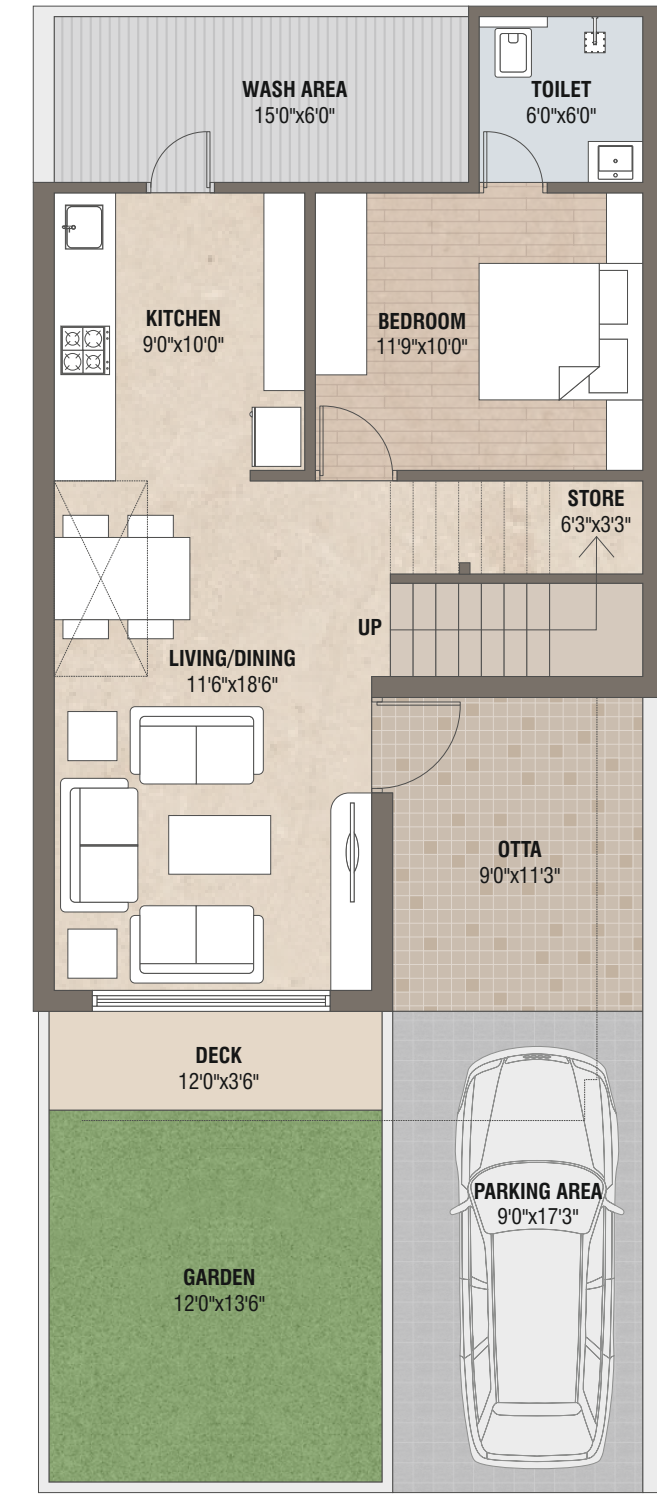 WASH AREA
15'0"x6'0"
TOILET
6'0"x6'0"
KITCHEN
9'0"x10'0"
BEDROOM
11'9"x10'0"
STORE
6'3"x3'3"
UP
LIVING/DINING
11'6"x18'6"
OTTA
9'0"x11'3"
DECK
12'0"x3'6"
PARKING AREA
9'0"x17'3"
GARDEN
12'0"x13'6"